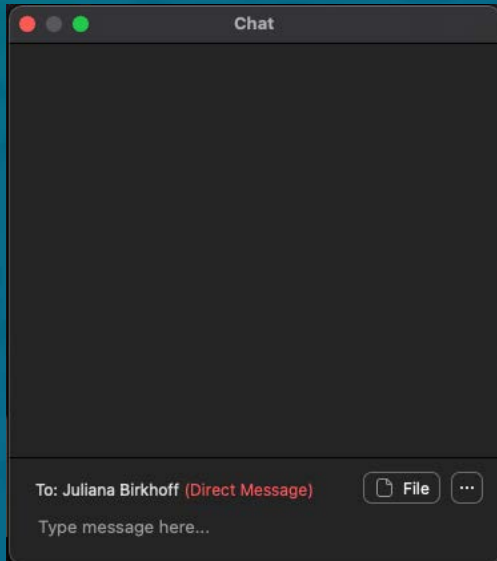 Chat
To: Juliana Birkhoff (Direct Message)
File
...
Type message here...